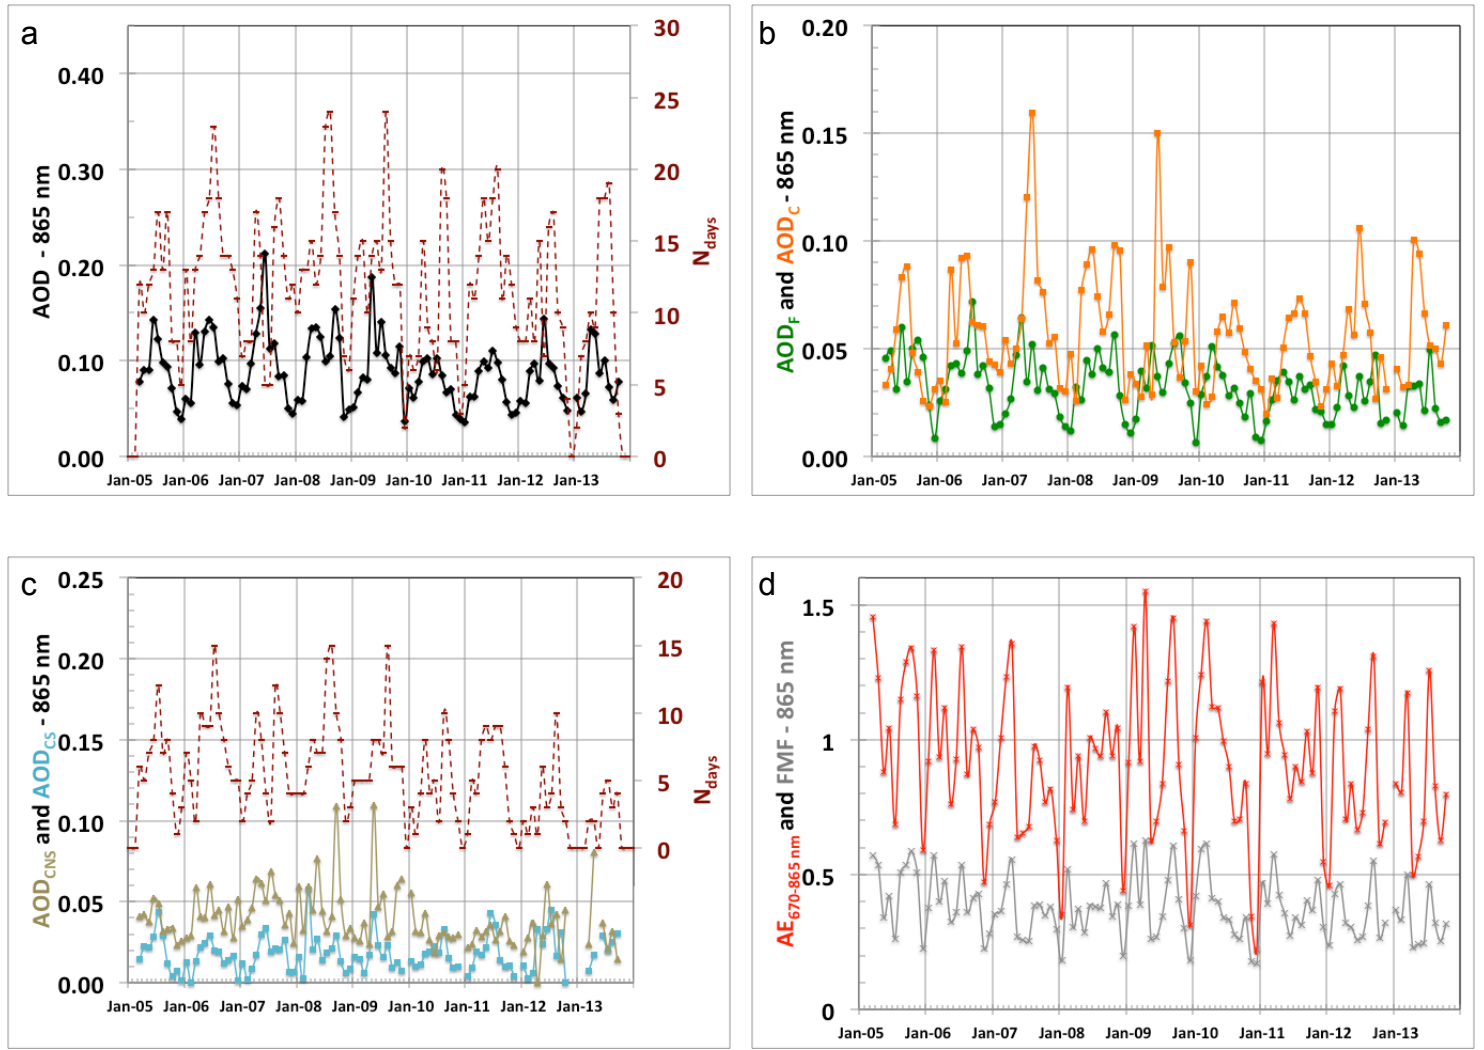 a
AOD - 865 nm
0.40
0.30
0.20
0.10
0.00
30
25
20
15
10
5
0
Ndays
Jan-05 Jan-06 Jan-07 Jan-08 Jan-09 Jan-10 Jan-11 Jan-12 Jan-13
b
AODF and AODC - 865 nm
0.20
0.15
0.10
0.05
0.00
Jan-05 Jan-06 Jan-07 Jan-08 Jan-09 Jan-10 Jan-11 Jan-12 Jan-13
c
AODCNS and AODCS - 865 nm
0.25
0.20
0.15
0.10
0.05
0.00
20
15
10
5
0
Ndays
Jan-05 Jan-06 Jan-07 Jan-08 Jan-09 Jan-10 Jan-11 Jan-12 Jan-13
d
AE670-865 nm and FMF - 865 nm
1.5
1
0.5
0
Jan-05 Jan-06 Jan-07 Jan-08 Jan-09 Jan-10 Jan-11 Jan-12 Jan-13